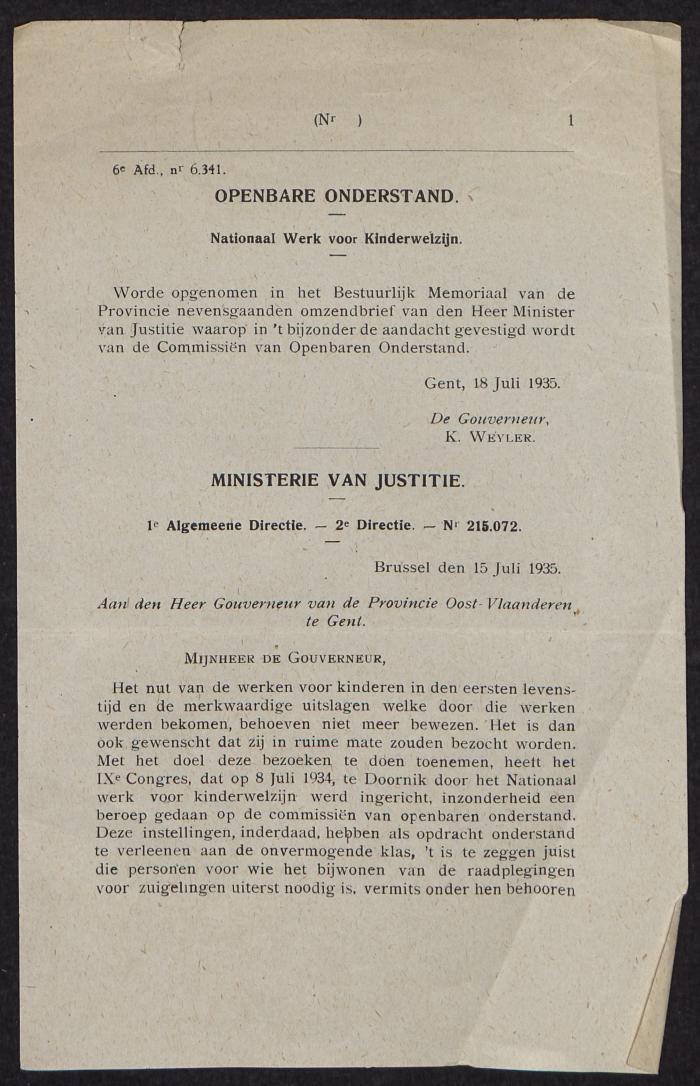 (Nr )
1
6e Afd., nr 6.341.
OPENBARE ONDERSTAND.
Nationaal Werk voor Kinderwelzijn.
Worde opgenomen in het Bestuurlijk Memoriaal van de
Provincie nevensgaanden omzendbrief van den Heer Minister
van Justitie waarop in 't bijzonder de aandacht gevestigd wordt
van de Commissiën van Openbaren Onderstand.
Gent, 18 Juli 1935.
De Gouverneur,
K. WEYLER.
MINISTERIE VAN JUSTITIE.
1e Algemeene Directie. — 2e Directie. — Nr 215.072.
Brussel den 15 Juli 1935.
Aan den Heer Gouverneur van de Provincie Oost-Vlaanderen,
te Gent.
MIJNHEER DE GOUVERNEUR,
Het nut van de werken voor kinderen in den eersten levens-
tijd en de merkwaardige uitslagen welke door die werken
werden bekomen, behoeven niet meer bewezen. Het is dan
ook gewenscht dat zij in ruime mate zouden bezocht worden.
Met het doel deze bezoeken te doen toenemen, heeft het
IXe Congres, dat op 8 Juli 1934, te Doornik door het Nationaal
werk voor kinderwelzijn werd ingericht, inzonderheid een
beroep gedaan op de commissiën van openbaren onderstand.
Deze instellingen, inderdaad, hebben als opdracht onderstand
te verleenen aan de onvermogende klas, 't is te zeggen juist
die personen voor wie het bijwonen van de raadplegingen
voor zuigelingen uiterst noodig is, vermits onder hen behooren